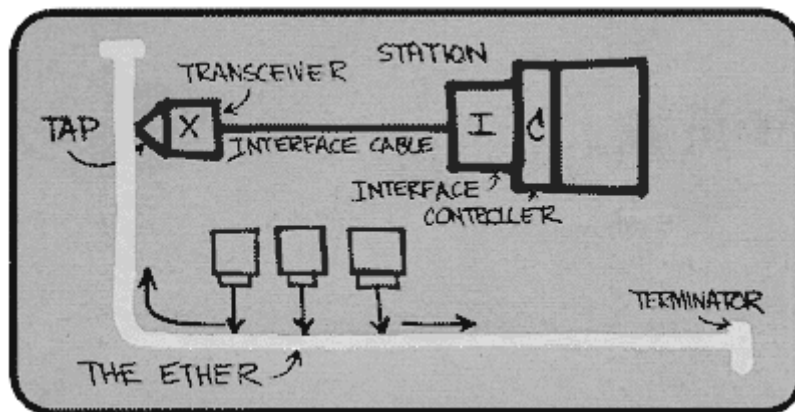 STATION
TRANSCEIVER
TAP
X
I
C
INTERFACE CABLE
INTERFACE
CONTROLLER
TERMINATOR
THE ETHER